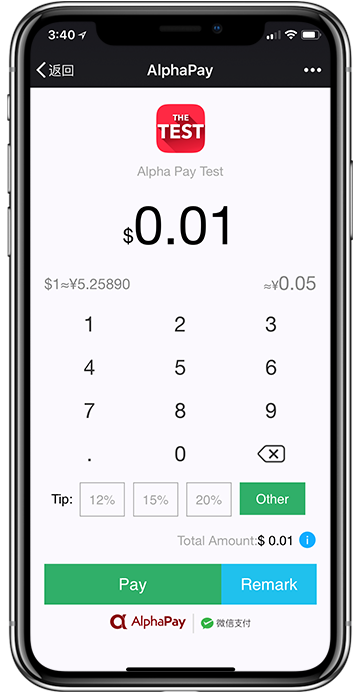 3:40
返回 AlphaPay •••
THE
TEST
Alpha Pay Test
$0.01
$1≈¥5.25890 ≈¥0.05
1 2 3
4 5 6
7 8 9
. 0
Tip: 12% 15% 20% Other
Total Amount:$ 0.01 i
Pay Remark
AlphaPay 微信支付